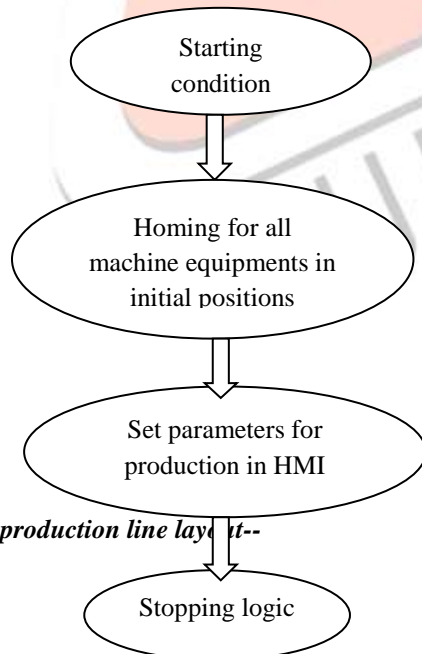 Starting
condition
Homing for all
machine equipments in
initial positions
Set parameters for
production in HMI
production line layout--
Stopping logic